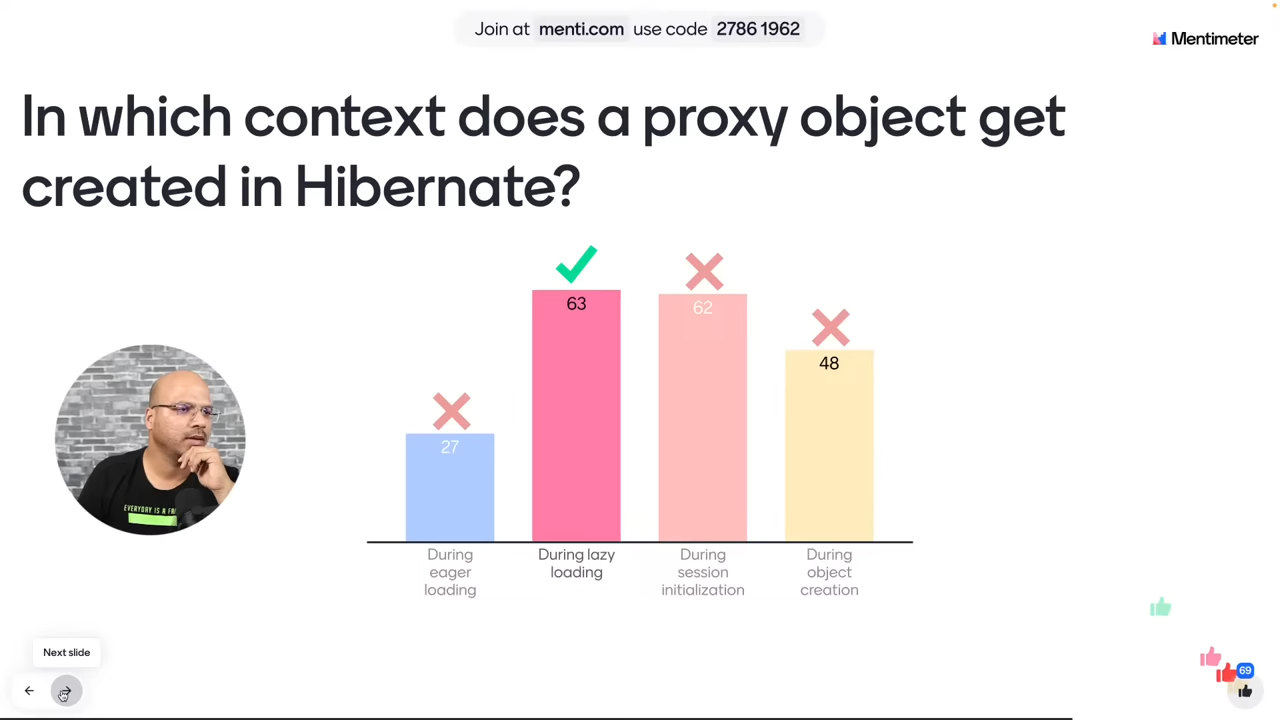 Join at menti.com use code 2786 1962
Mentimeter
In which context does a proxy object get
created in Hibernate?
63
62
48
27
EVERYDAY IS A
During
eager
loading
During lazy
loading
During
session
initialization
During
object
creation
Next slide
69